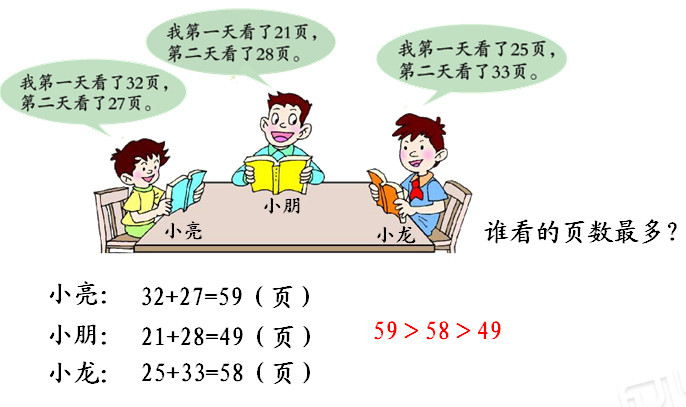 我第一天看了21页，
第二天看了28页。
我第一天看了25页，
第二天看了33页。
我第一天看了32页，
第二天看了27页。
小朋
小亮
小龙
谁看的页数最多？
小亮： 32+27=59（页）
小朋： 21+28=49（页）
59＞58＞49
小龙： 25+33=58（页）